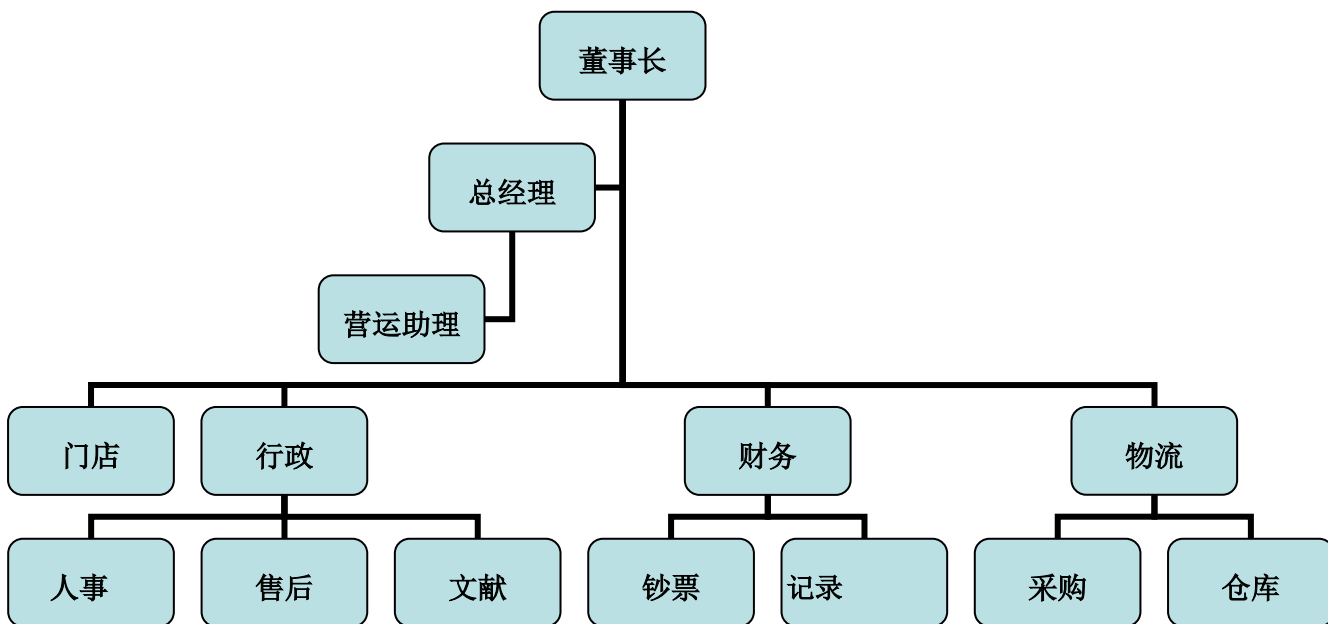 董事长
总经理
营运助理
门店
行政
财务
物流
人事
售后
文献
钞票
记录
采购
仓库